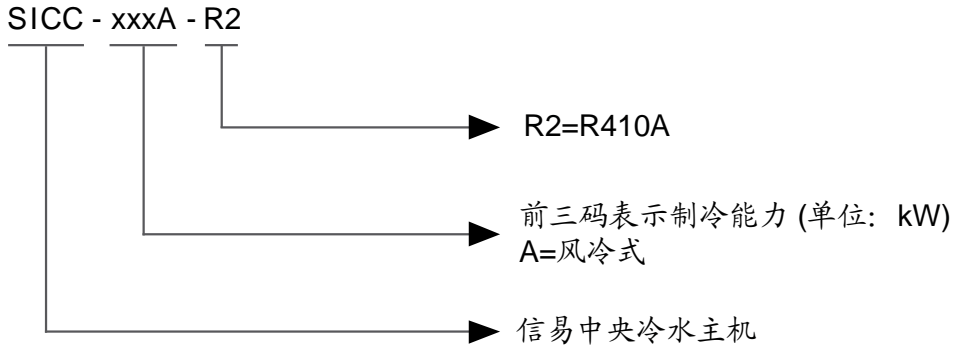 SICC - xxxA - R2
R2=R410A
前三码表示制冷能力 (单位: kW)
A=风冷式
信易中央冷水主机